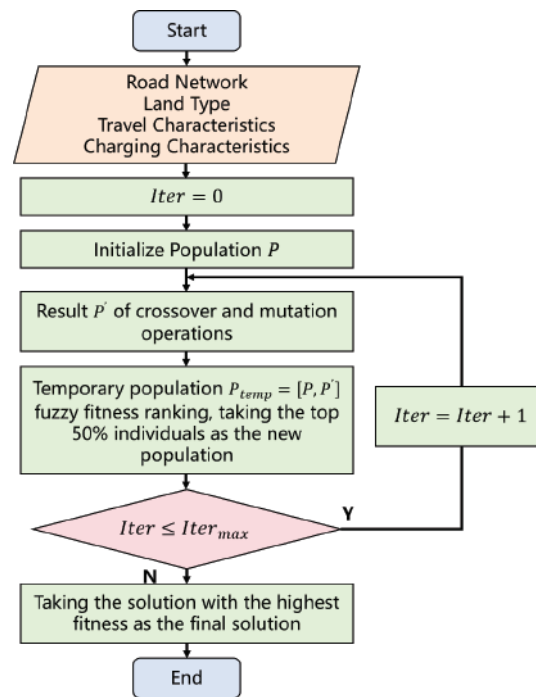 Start
Road Network
Land Type
Travel Characteristics
Charging Characteristics
Iter = 0
Initialize Population P
Result P′ of crossover and mutation
operations
Temporary population P_temp = [P, P′]
fuzzy fitness ranking, taking the top
50% individuals as the new
population
Iter = Iter + 1
Iter ≤ Iter_max
Y
N
Taking the solution with the highest
fitness as the final solution
End